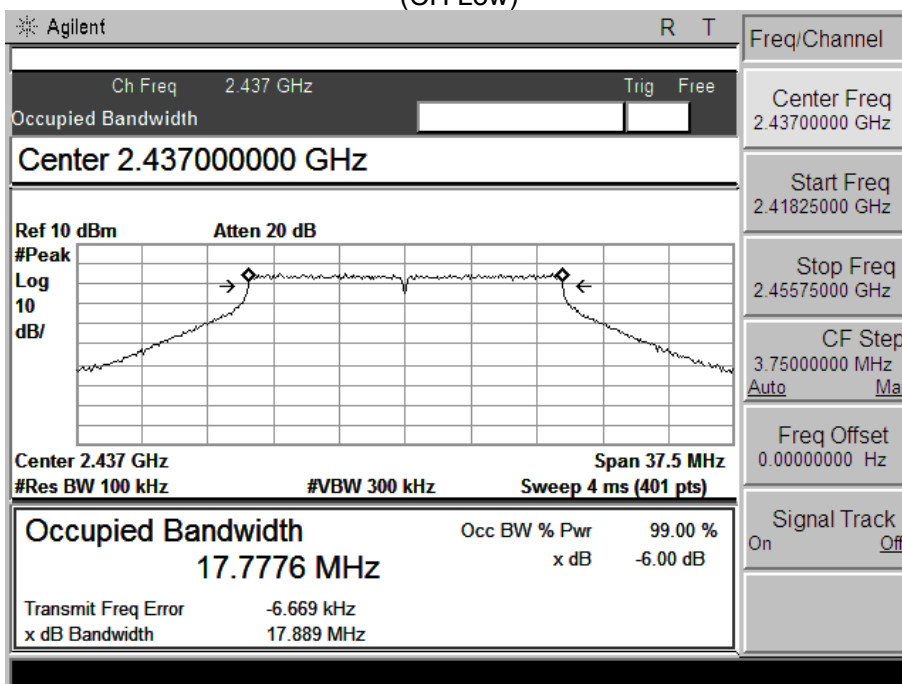 (CH Low)
Agilent R T
Ch Freq 2.437 GHz Trig Free
Occupied Bandwidth
Center 2.437000000 GHz
Ref 10 dBm Atten 20 dB
#Peak
Log
10
dB/
Center 2.437 GHz Span 37.5 MHz
#Res BW 100 kHz #VBW 300 kHz Sweep 4 ms (401 pts)
Occupied Bandwidth Occ BW % Pwr 99.00 %
17.7776 MHz x dB -6.00 dB
Transmit Freq Error -6.669 kHz
x dB Bandwidth 17.889 MHz
Freq/Channel
Center Freq
2.43700000 GHz
Start Freq
2.41825000 GHz
Stop Freq
2.45575000 GHz
CF Step
3.75000000 MHz
Auto Ma
Freq Offset
0.00000000 Hz
Signal Track
On Off